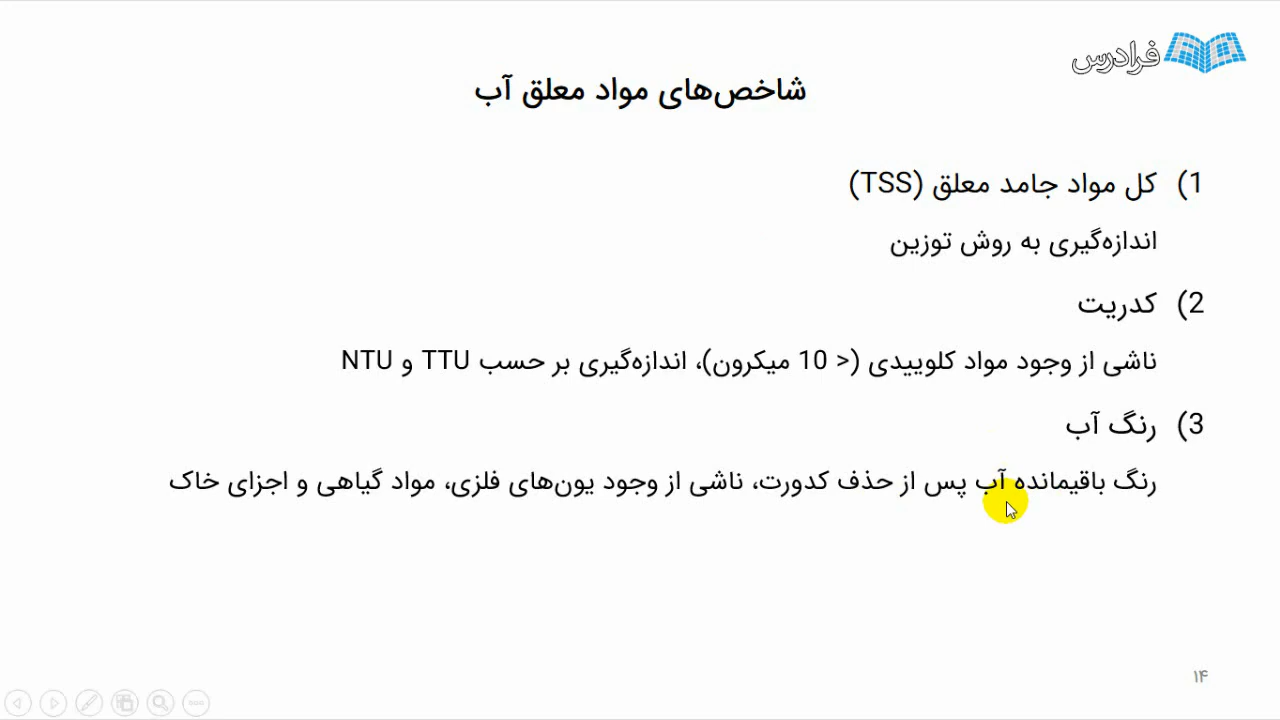 فرادرس
شاخص‌های مواد معلق آب
1) کل مواد جامد معلق (TSS)
اندازه‌گیری به روش توزین
2) کدریت
ناشی از وجود مواد کلوییدی (< 10 میکرون)، اندازه‌گیری بر حسب TTU و NTU
3) رنگ آب
رنگ باقیمانده آب پس از حذف کدورت، ناشی از وجود یون‌های فلزی، مواد گیاهی و اجزای خاک
۱۴